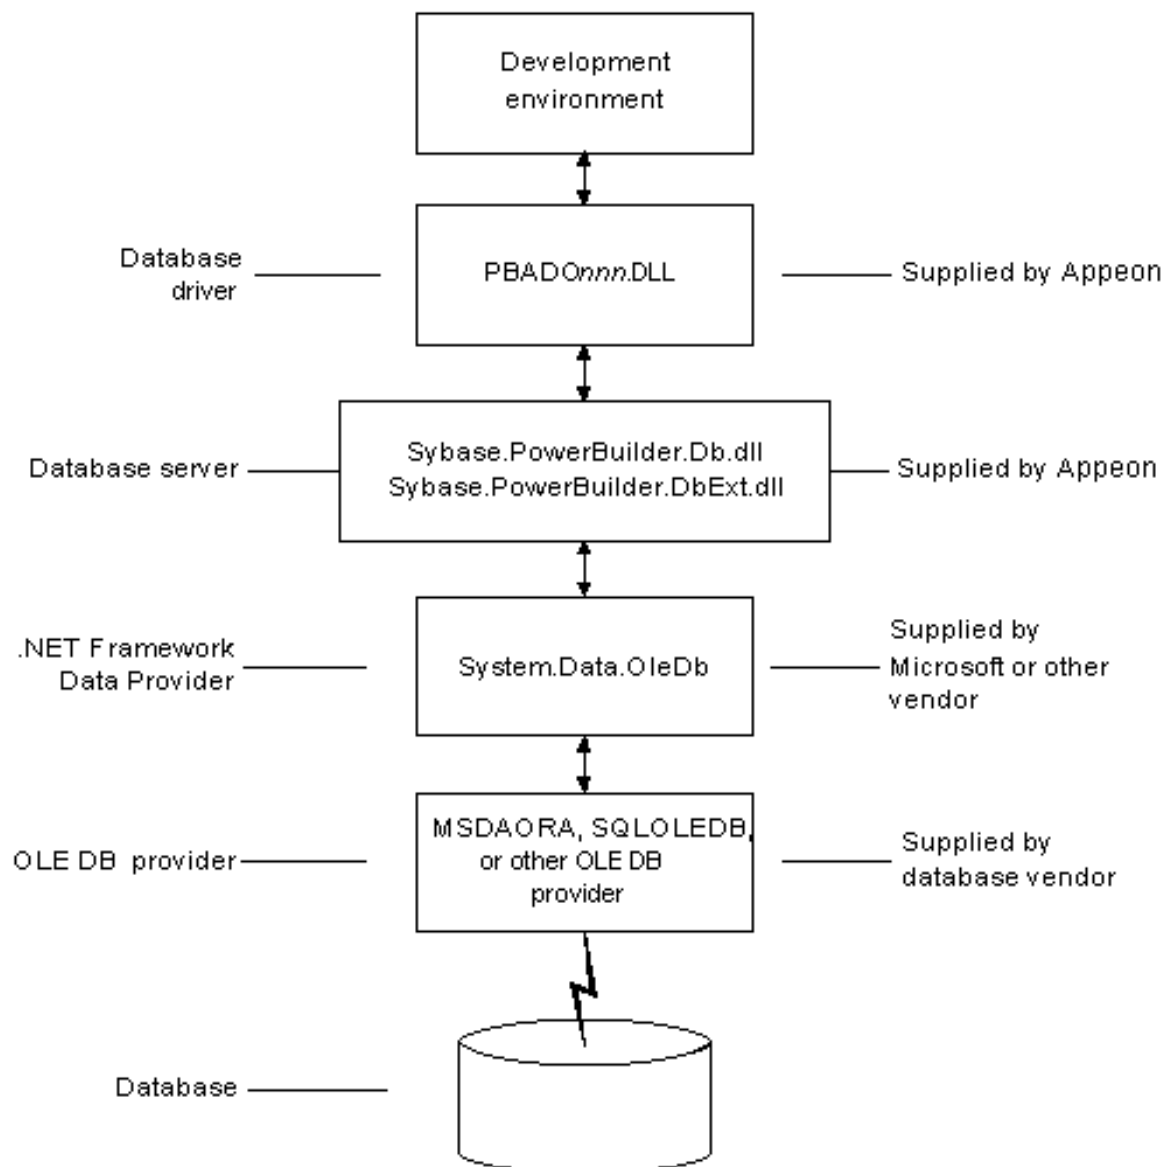 Development
environment
Database
driver
PBADOnnn.DLL
Supplied by Appeon
Database server
Sybase.PowerBuilder.Db.dll
Sybase.PowerBuilder.DbExt.dll
Supplied by Appeon
.NET Framework
Data Provider
System.Data.OleDb
Supplied by
Microsoft or other
vendor
OLE DB provider
MSDAORA, SQLOLEDB,
or other OLE DB
provider
Supplied by
database vendor
Database